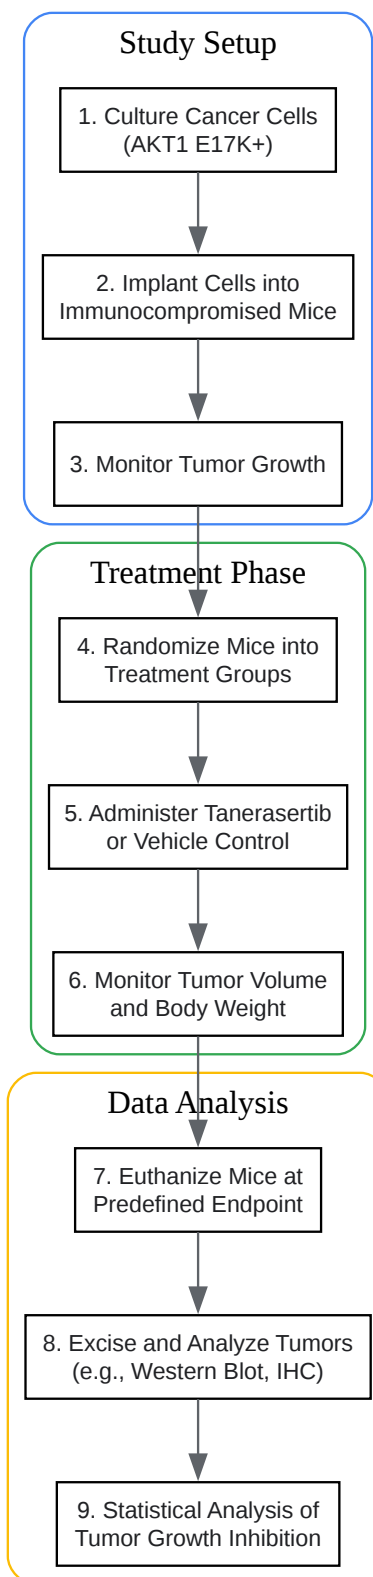 Study Setup
1. Culture Cancer Cells
(AKT1 E17K+)
2. Implant Cells into
Immunocompromised Mice
3. Monitor Tumor Growth
Treatment Phase
4. Randomize Mice into
Treatment Groups
5. Administer Tanerasertib
or Vehicle Control
6. Monitor Tumor Volume
and Body Weight
Data Analysis
7. Euthanize Mice at
Predefined Endpoint
8. Excise and Analyze Tumors
(e.g., Western Blot, IHC)
9. Statistical Analysis of
Tumor Growth Inhibition